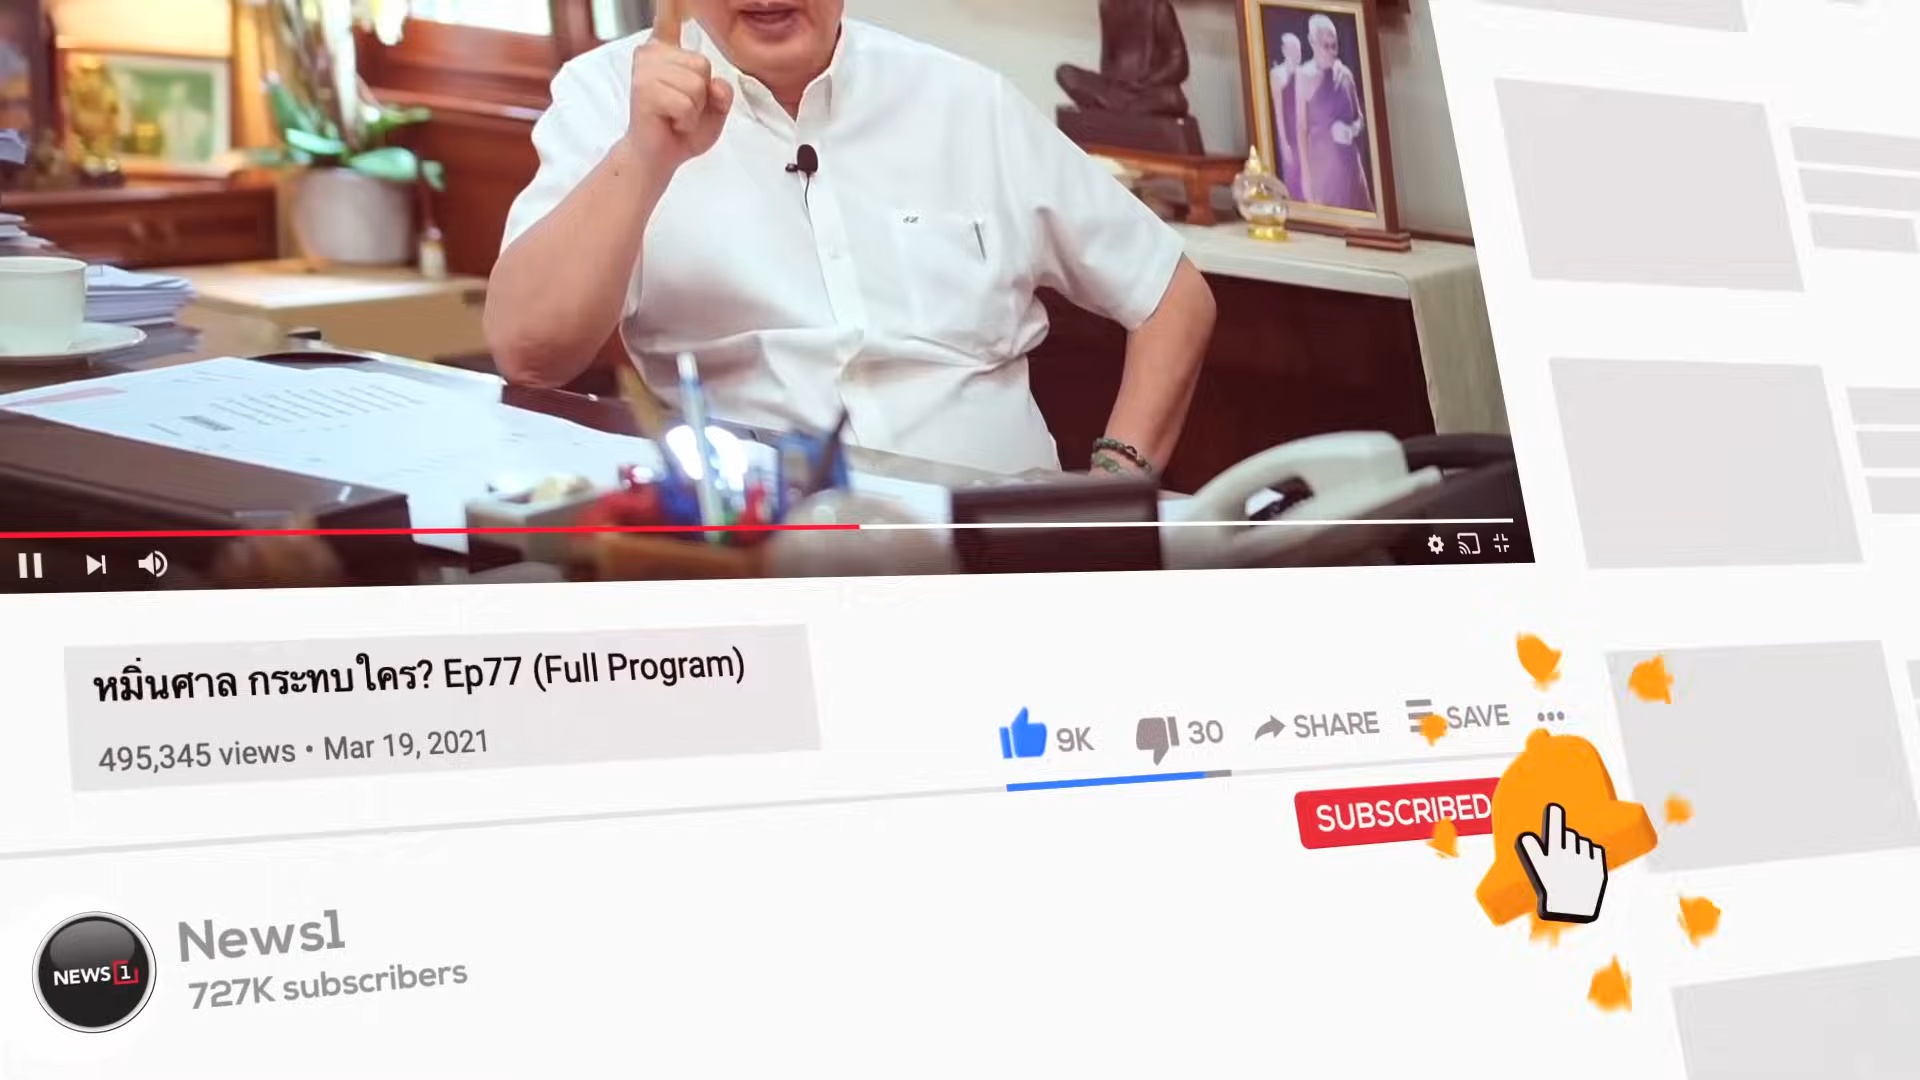 หมิ่นศาล กระทบใคร? Ep77 (Full Program)
495,345 views • Mar 19, 2021
9K
30
SHARE
SAVE
SUBSCRIBED
NEWS 1
News1
727K subscribers